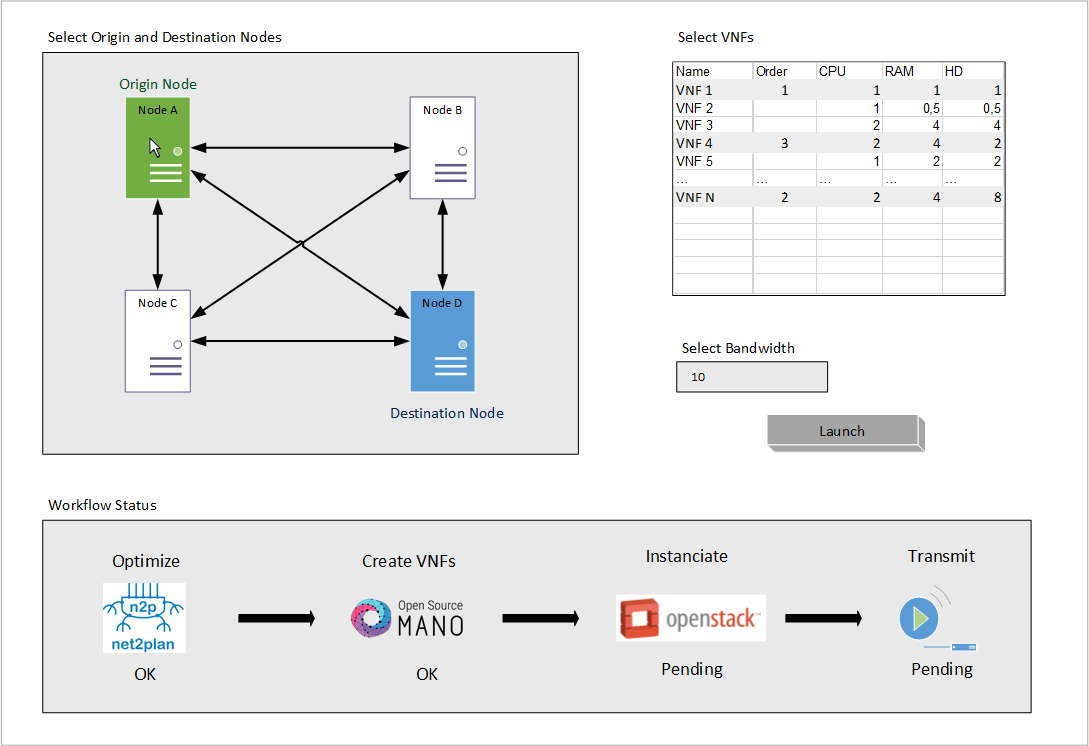 Select Origin and Destination Nodes
Origin Node
Node A
Node B
Node C
Node D
Destination Node
Select VNFs
Name Order CPU RAM HD
VNF 1 1 1 1 1
VNF 2 1 0,5 0,5
VNF 3 2 4 4
VNF 4 3 2 4 2
VNF 5 1 2 2
... ... ... ... ...
VNF N 2 2 4 8
Select Bandwidth
10
Launch
Workflow Status
Optimize
n2p
net2plan
OK
Create VNFs
Open Source
MANO
OK
Instanciate
openstack™
Pending
Transmit
Pending